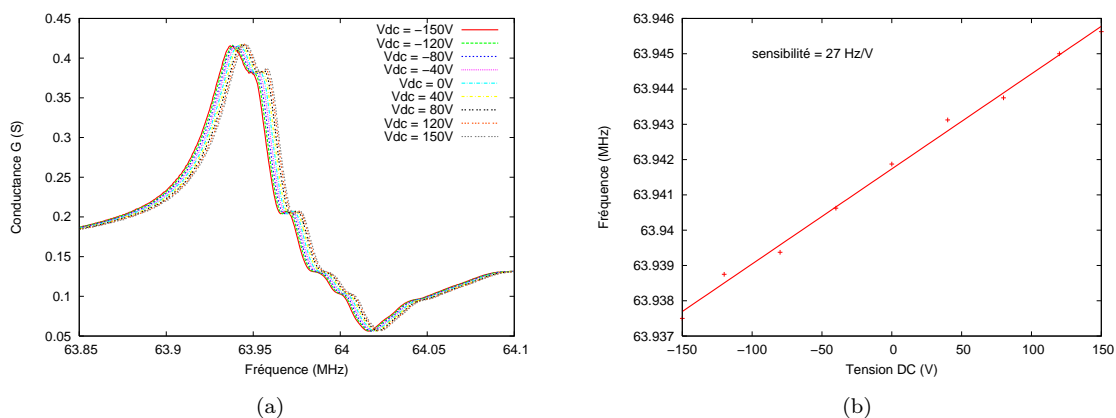 0.45
0.4
0.35
0.3
0.25
0.2
0.15
0.1
0.05
63.85
63.9
63.95
64
64.05
64.1
Conductance G (S)
Fréquence (MHz)
Vdc = −150V
Vdc = −120V
Vdc = −80V
Vdc = −40V
Vdc = 0V
Vdc = 40V
Vdc = 80V
Vdc = 120V
Vdc = 150V
(a)
63.946
63.945
63.944
63.943
63.942
63.941
63.94
63.939
63.938
63.937
−150
−100
−50
0
50
100
150
Fréquence (MHz)
Tension DC (V)
sensibilité = 27 Hz/V
(b)